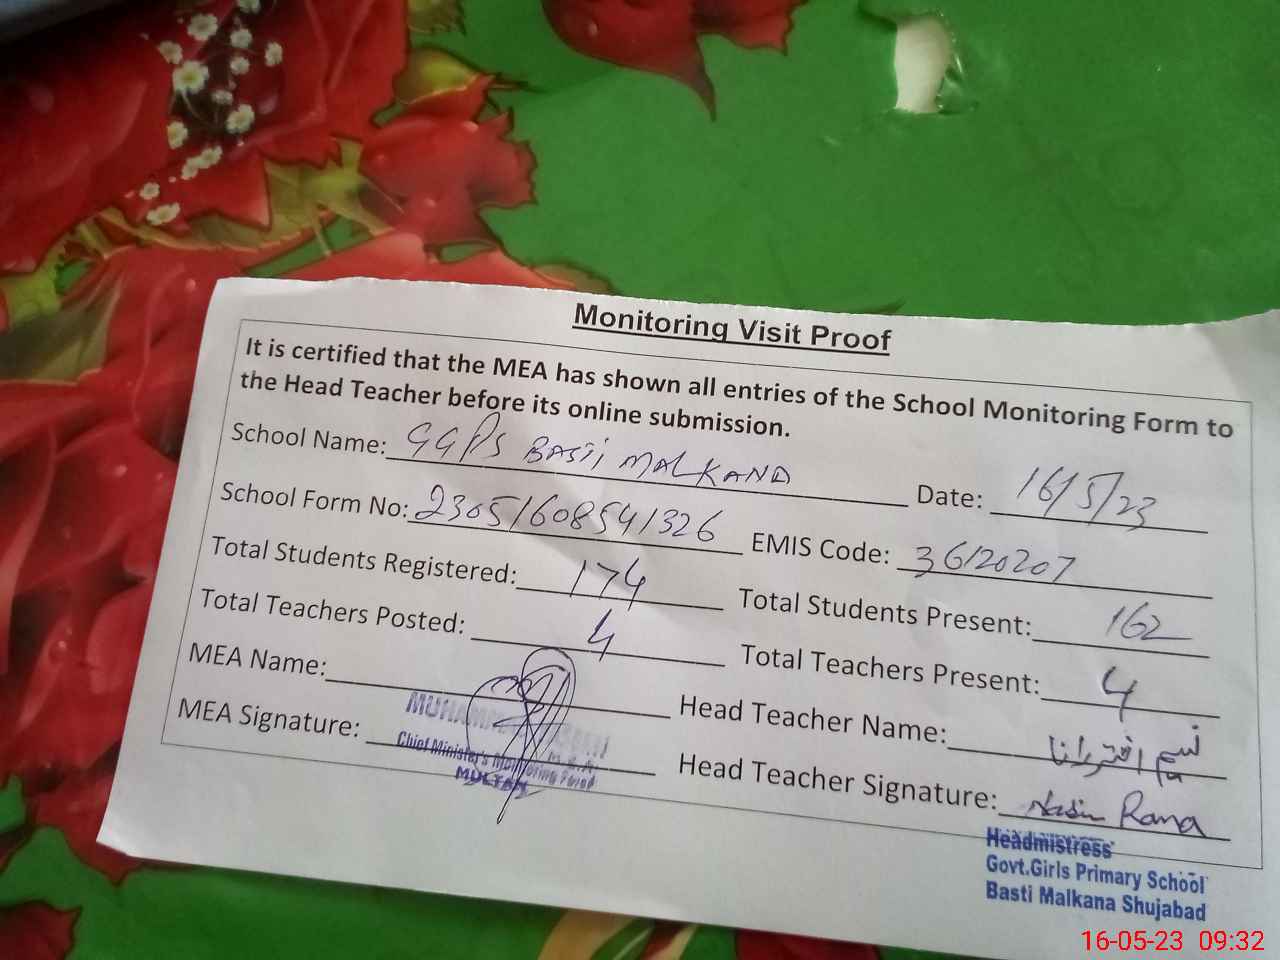 Monitoring Visit Proof
It is certified that the MEA has shown all entries of the School Monitoring Form to
the Head Teacher before its online submission.
School Name: GGPS BASTI MALKANA Date: 16/5/23
School Form No: 23051608541326 EMIS Code: 36120207
Total Students Registered: 174 Total Students Present: 162
Total Teachers Posted: 4 Total Teachers Present: 4
MEA Name: Head Teacher Name: نسیم اختر رانا
MUHAMMAD
MEA Signature: Head Teacher Signature: Rana
Chief Minister's Monitoring Force
MULTAN
Headmistress
Govt.Girls Primary School
Basti Malkana Shujabad
16-05-23 09:32